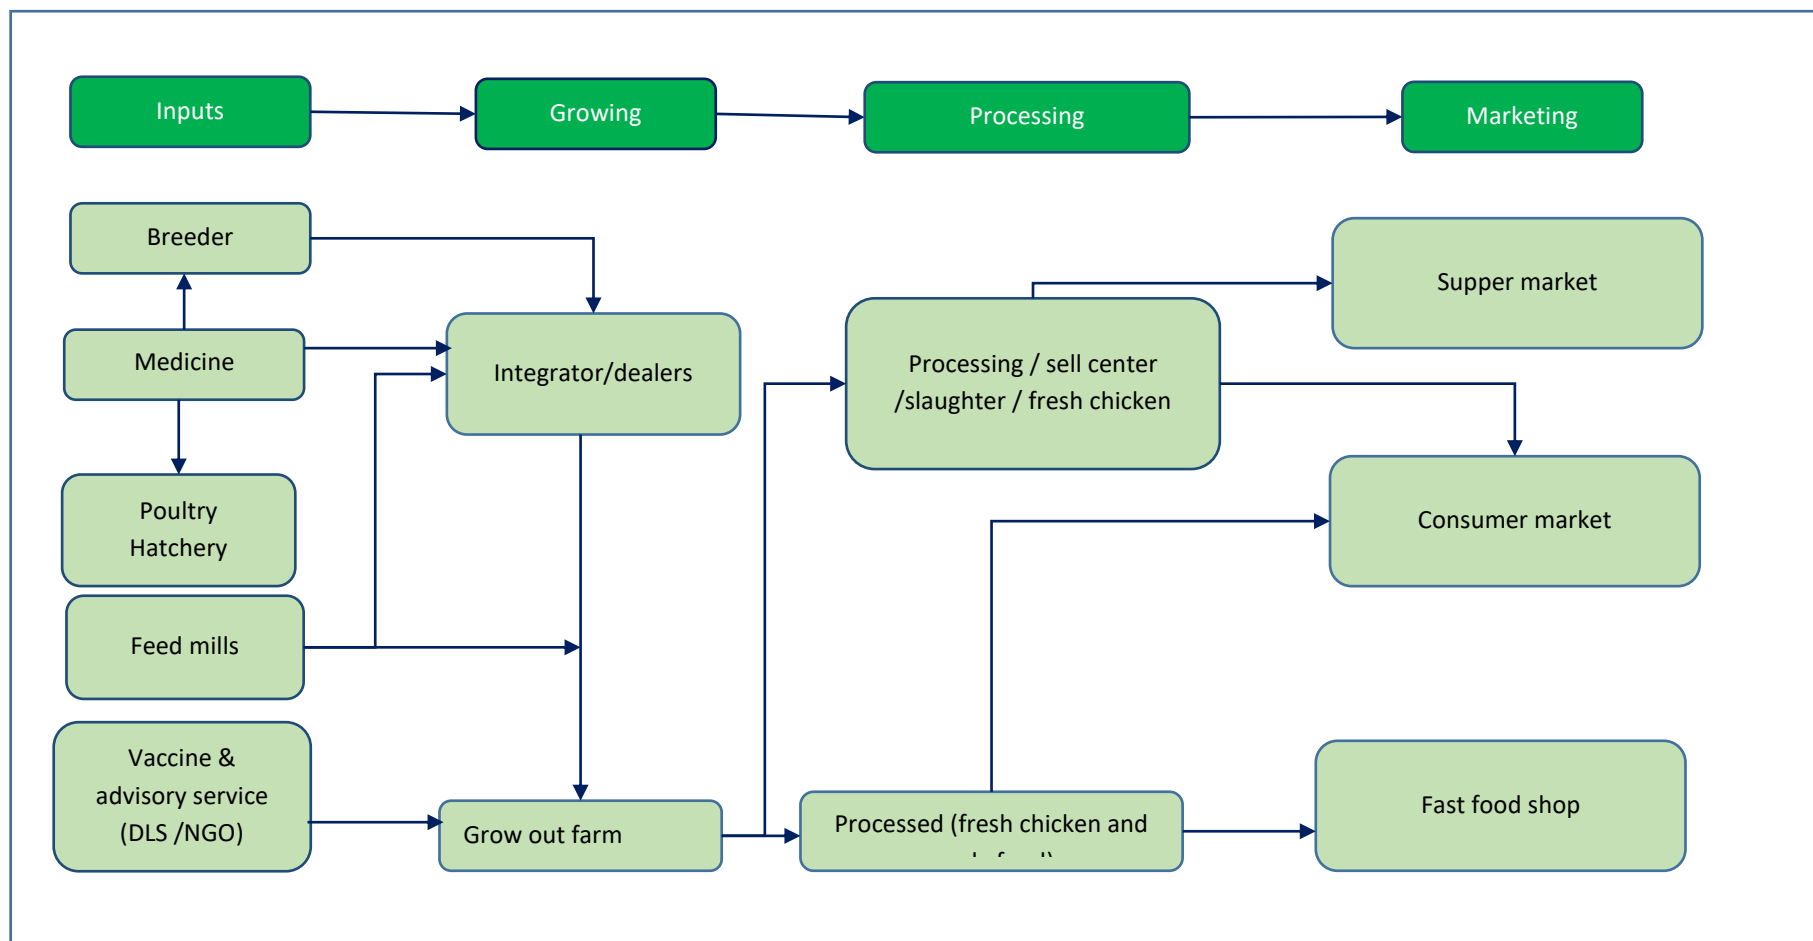 Inputs
Growing
Processing
Marketing
Breeder
Medicine
Poultry
Hatchery
Feed mills
Vaccine &
advisory service
(DLS /NGO)
Integrator/dealers
Grow out farm
Processing / sell center
/slaughter / fresh chicken
Processed (fresh chicken and
Supper market
Consumer market
Fast food shop